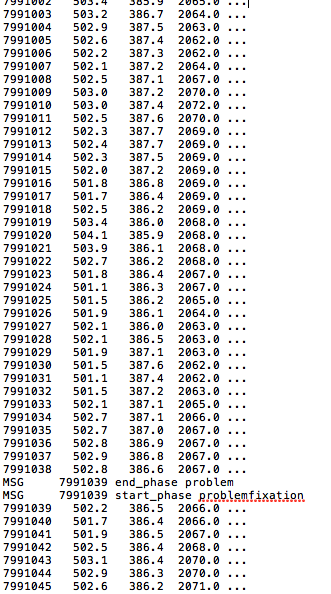 7991002 503.4 385.9 2065.0 ...
7991003 503.2 386.7 2064.0 ...
7991004 502.9 387.5 2063.0 ...
7991005 502.6 387.4 2062.0 ...
7991006 502.2 387.3 2062.0 ...
7991007 502.1 387.2 2064.0 ...
7991008 502.5 387.1 2067.0 ...
7991009 503.0 387.2 2070.0 ...
7991010 503.0 387.4 2072.0 ...
7991011 502.5 387.6 2070.0 ...
7991012 502.3 387.7 2069.0 ...
7991013 502.4 387.7 2069.0 ...
7991014 502.3 387.5 2069.0 ...
7991015 502.0 387.2 2069.0 ...
7991016 501.8 386.8 2069.0 ...
7991017 501.7 386.4 2069.0 ...
7991018 502.5 386.2 2069.0 ...
7991019 503.4 386.0 2068.0 ...
7991020 504.1 385.9 2068.0 ...
7991021 503.9 386.1 2068.0 ...
7991022 502.7 386.2 2068.0 ...
7991023 501.8 386.4 2067.0 ...
7991024 501.1 386.3 2067.0 ...
7991025 501.5 386.2 2065.0 ...
7991026 501.9 386.1 2064.0 ...
7991027 502.1 386.0 2063.0 ...
7991028 502.1 386.5 2063.0 ...
7991029 501.9 387.1 2063.0 ...
7991030 501.5 387.6 2062.0 ...
7991031 501.1 387.4 2062.0 ...
7991032 501.5 387.2 2063.0 ...
7991033 502.1 387.1 2065.0 ...
7991034 502.7 387.1 2066.0 ...
7991035 502.7 387.0 2067.0 ...
7991036 502.8 386.9 2067.0 ...
7991037 502.9 386.8 2067.0 ...
7991038 502.8 386.6 2067.0 ...
MSG 7991039 end_phase problem
MSG 7991039 start_phase problemfixation
7991039 502.2 386.5 2066.0 ...
7991040 501.7 386.4 2066.0 ...
7991041 501.9 386.5 2067.0 ...
7991042 502.5 386.4 2068.0 ...
7991043 503.1 386.4 2070.0 ...
7991044 502.9 386.3 2070.0 ...
7991045 502.6 386.2 2071.0 ...